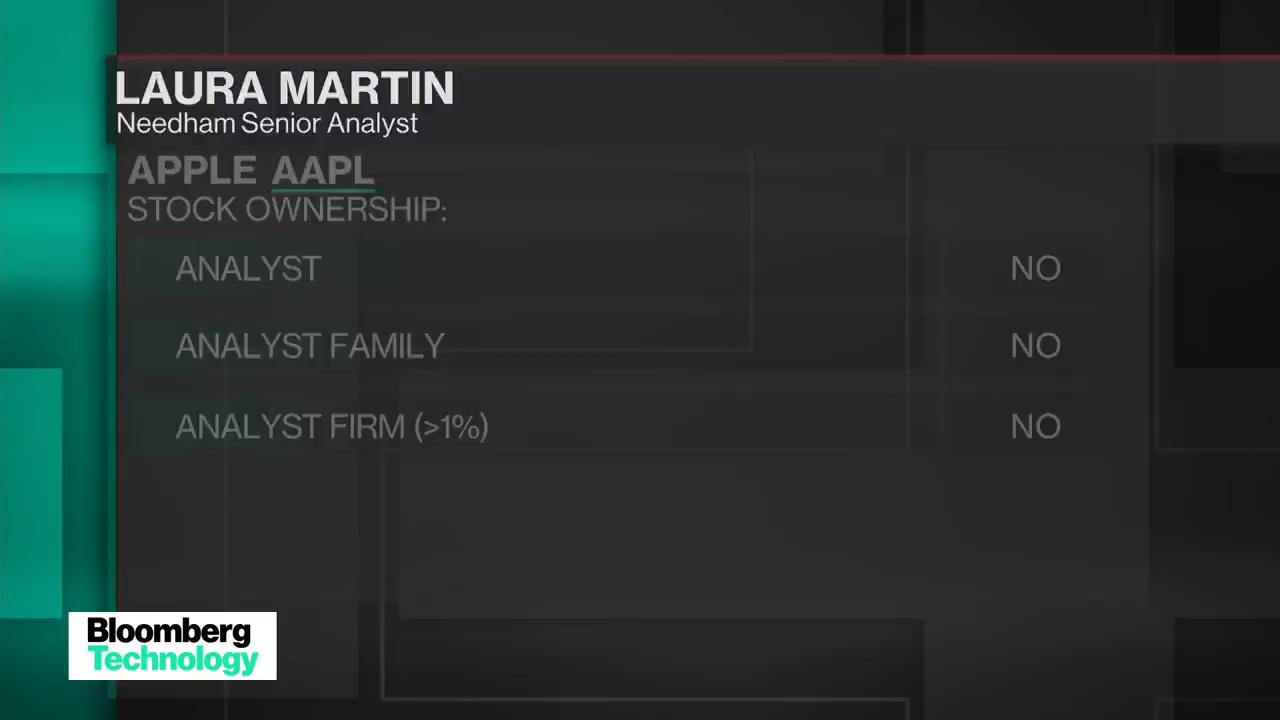 LAURA MARTIN
Needham Senior Analyst
APPLE AAPL
STOCK OWNERSHIP:
ANALYST NO
ANALYST FAMILY NO
ANALYST FIRM (>1%) NO
Bloomberg
Technology